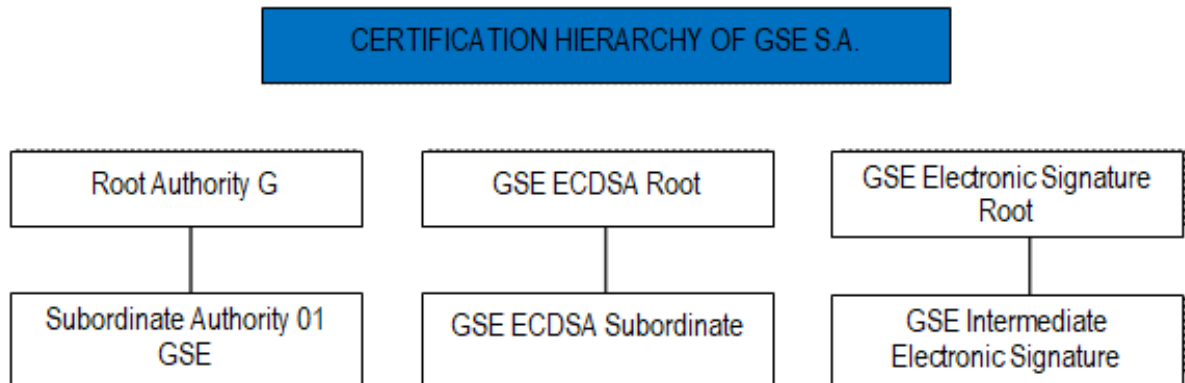 CERTIFICATION HIERARCHY OF GSE S.A.
Root Authority G
GSE ECDSA Root
GSE Electronic Signature
Root
Subordinate Authority 01
GSE
GSE ECDSA Subordinate
GSE Intermediate
Electronic Signature